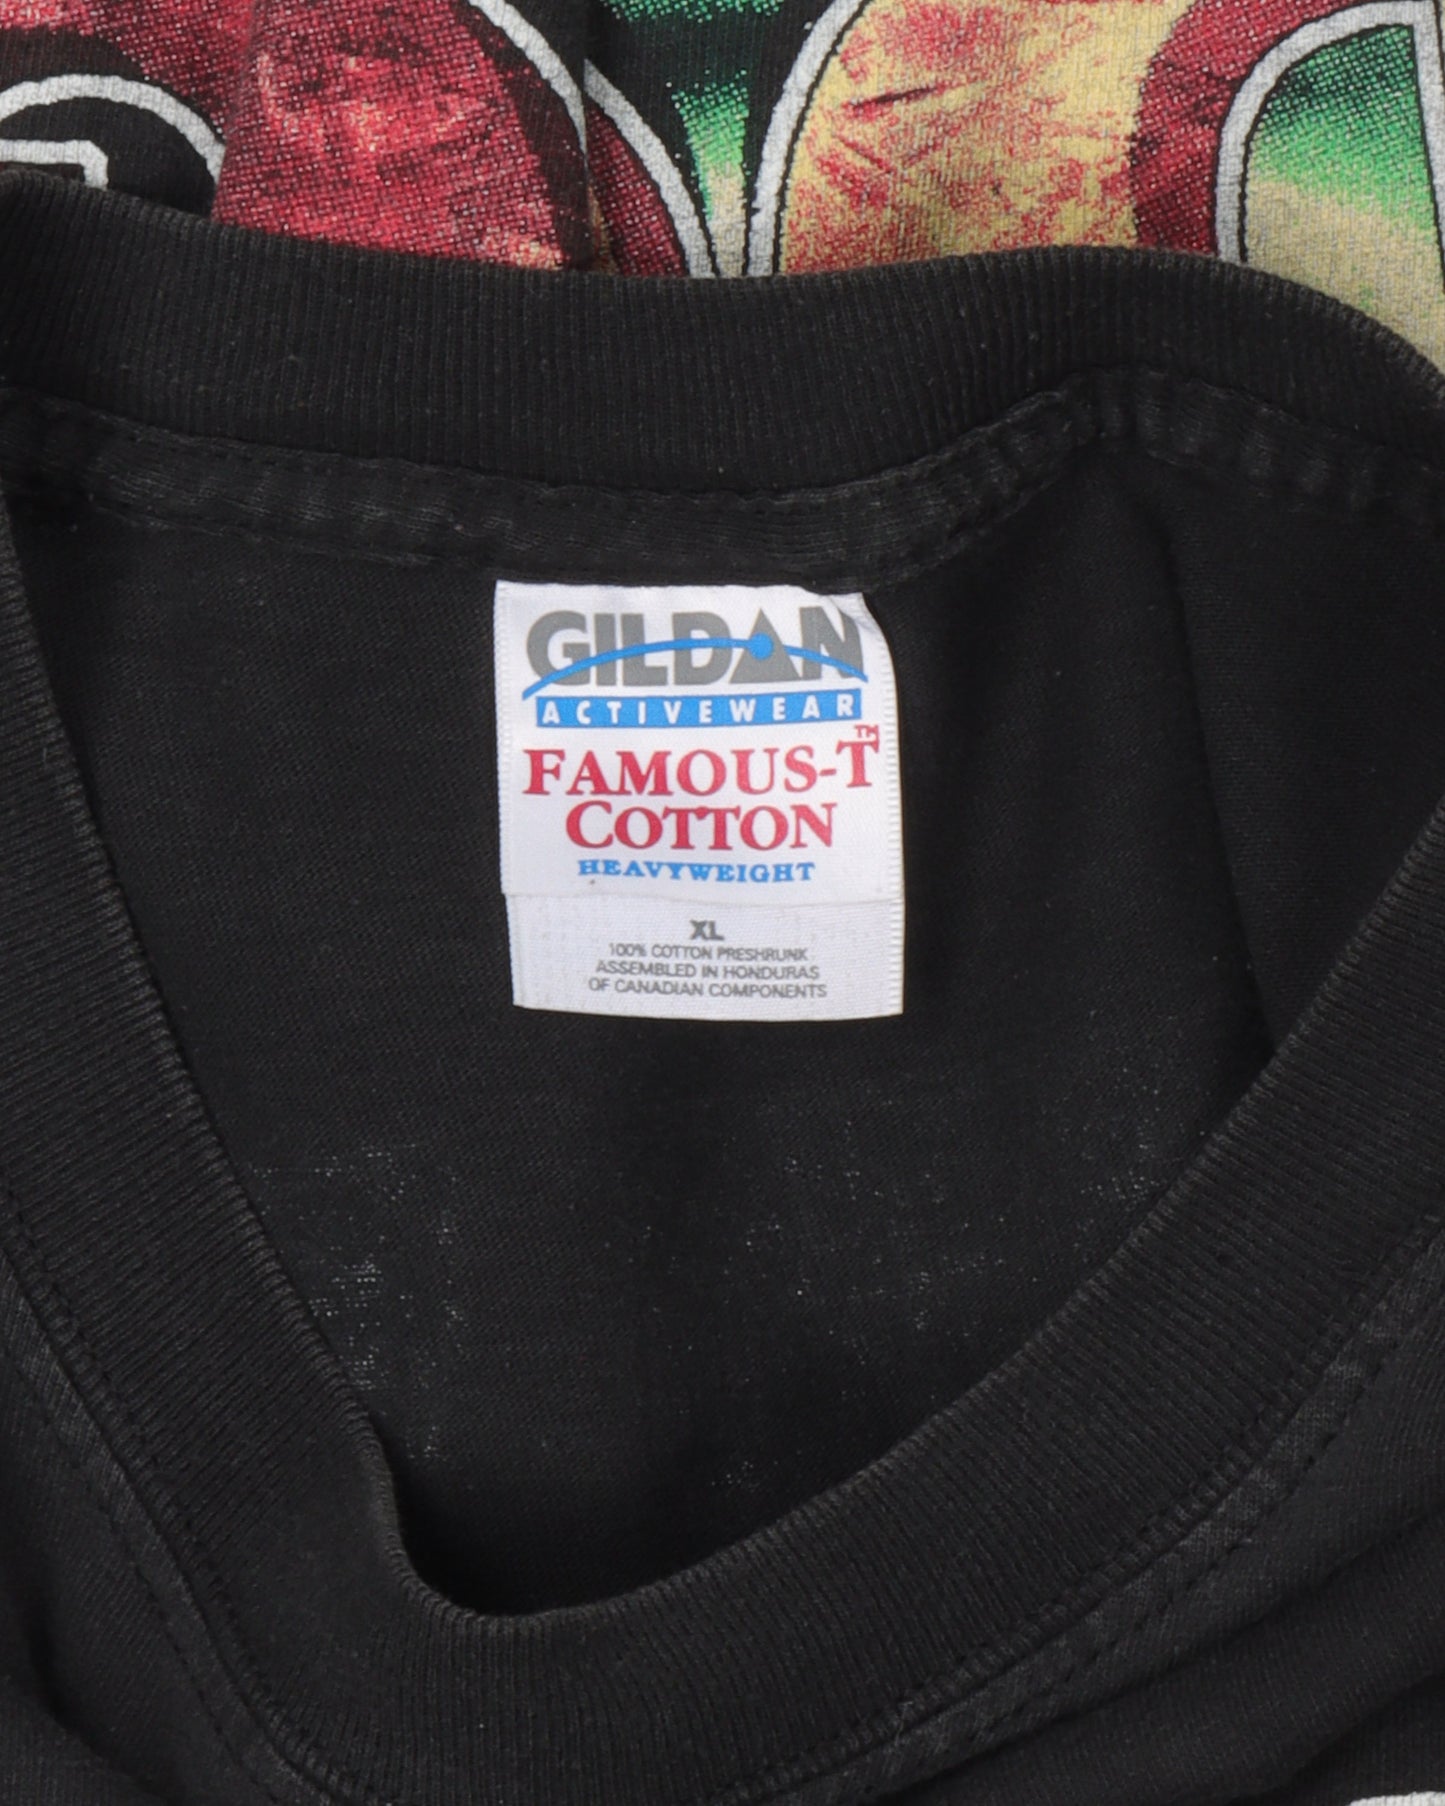 GILDAN
ACTIVEWEAR
FAMOUS-T™
COTTON
HEAVYWEIGHT
XL
100% COTTON PRESHRUNK
ASSEMBLED IN HONDURAS
OF CANADIAN COMPONENTS